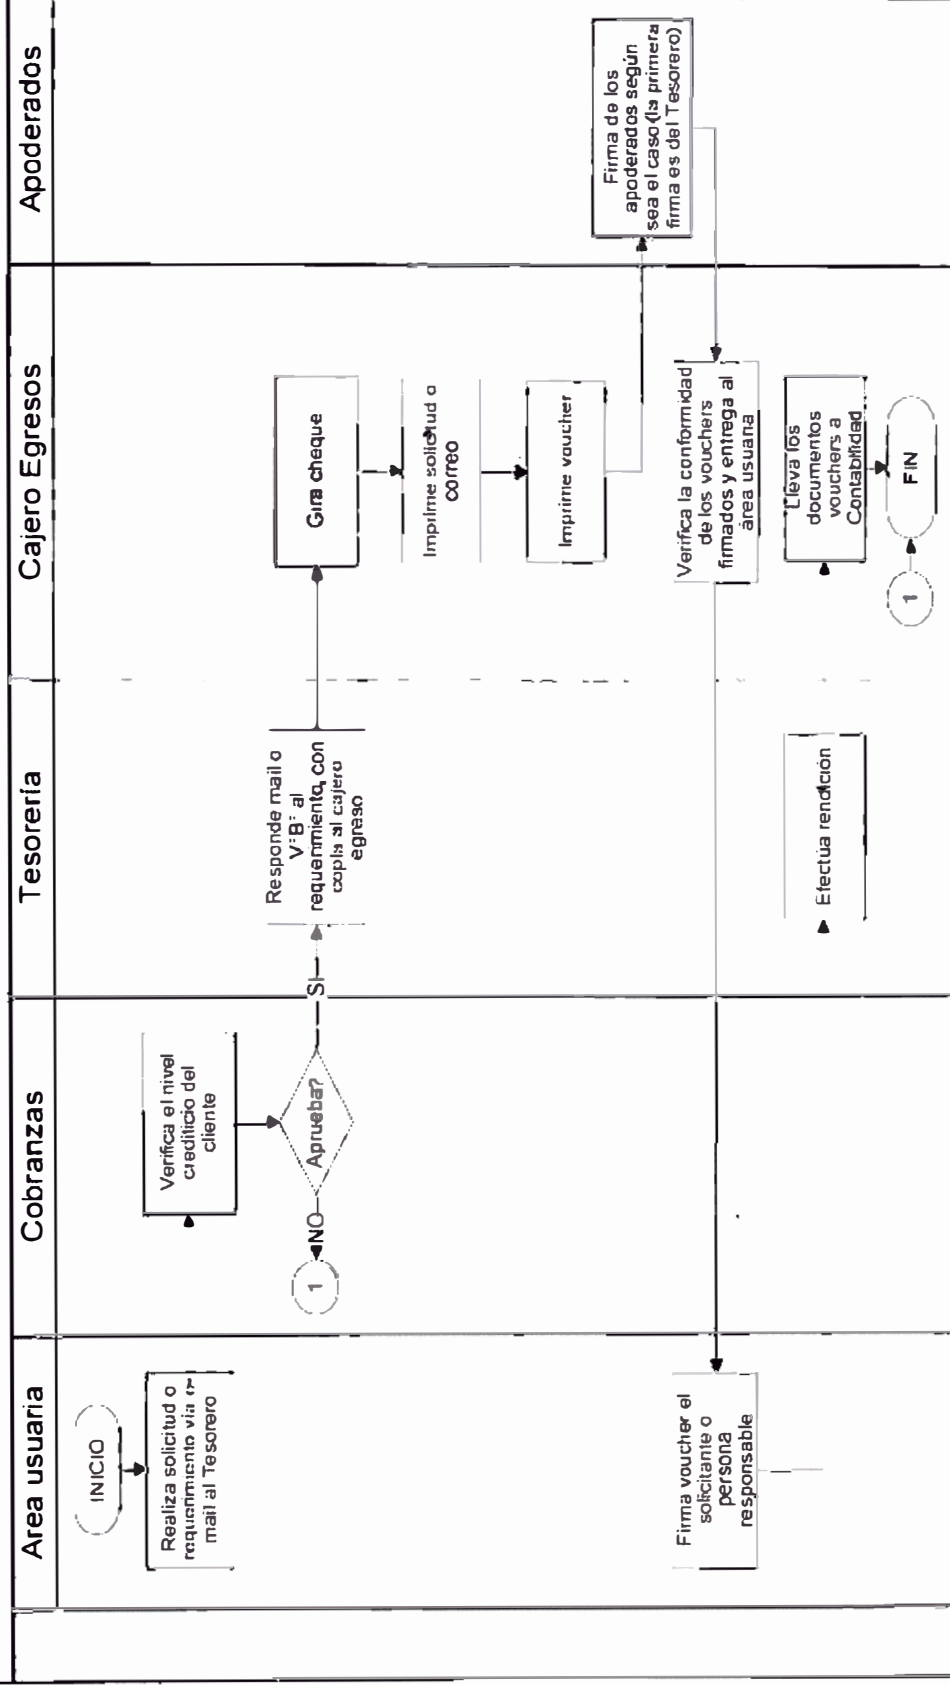 Area usuaria
Cobranzas
Tesorería
Cajero Egresos
Apoderados
INICIO
Realiza solicitud o
requerimiento via e-
mail al Tesorero
Verifica el nivel
crediticio del
cliente
Aprueba?
NO
1
SI
Responde mail o
V°B° al
requerimiento, con
copia al cajero
egreso
Gira cheque
Imprime solicitud o
correo
Imprime voucher
Firma de los
apoderados según
sea el caso (la primera
firma es del Tesorero)
Verifica la conformidad
de los vouchers
firmados y entrega al
área usuaria
Firma voucher el
solicitante o
persona
responsable
Efectúa rendición
Lleva los
documentos
vouchers a
Contabilidad
1
FIN